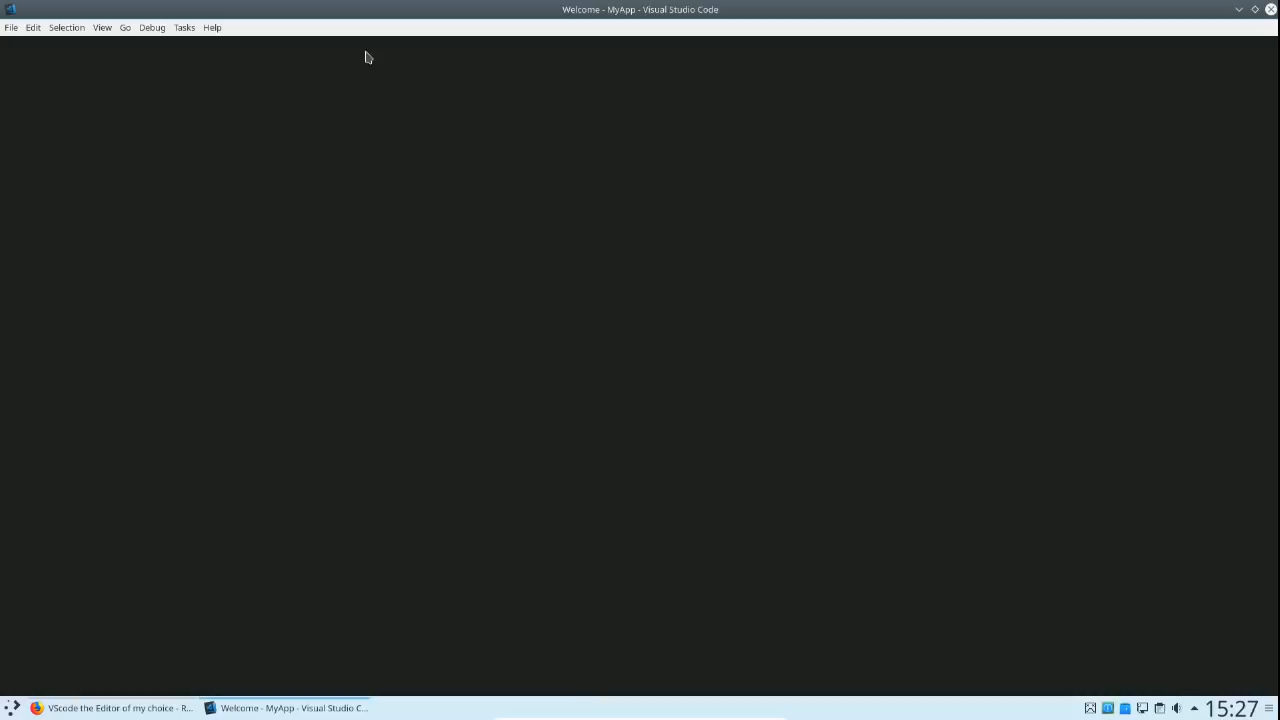 Welcome - MyApp - Visual Studio Code
File Edit Selection View Go Debug Tasks Help
VScode the Editor of my choice - R... Welcome - MyApp - Visual Studio C... 15:27